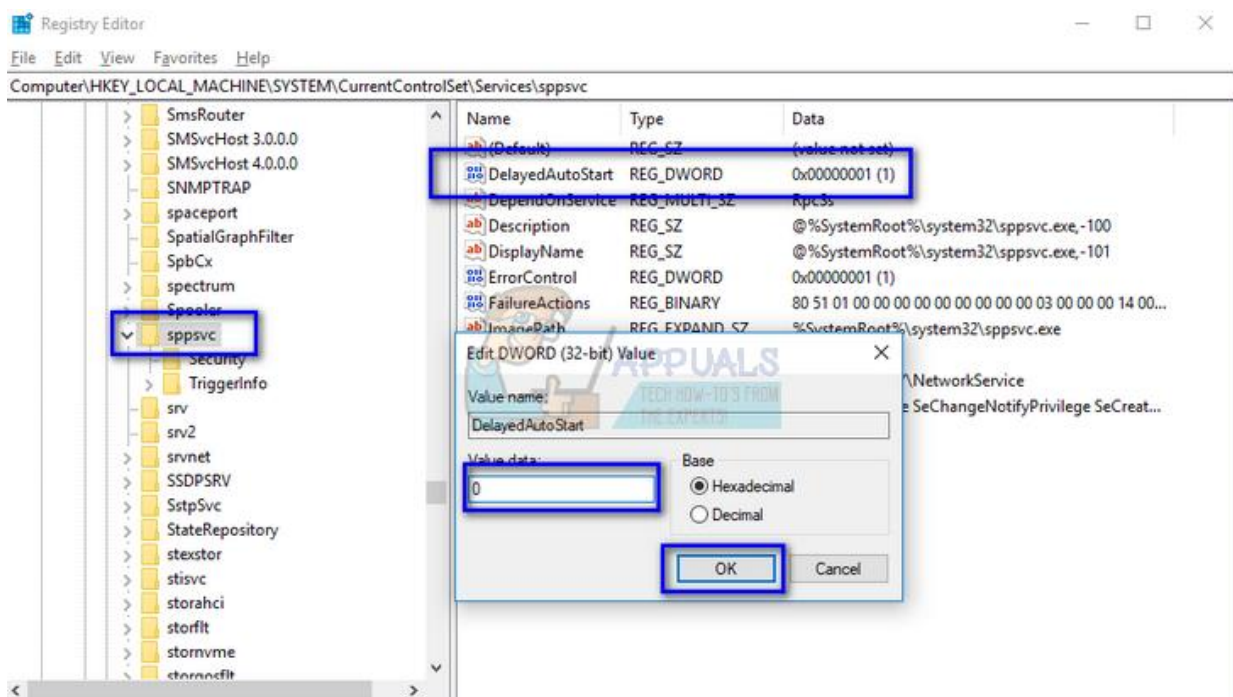 Registry Editor
File Edit View Favorites Help
Computer\HKEY_LOCAL_MACHINE\SYSTEM\CurrentControlSet\Services\sppsvc
SmsRouter
SMSvcHost 3.0.0.0
SMSvcHost 4.0.0.0
SNMPTRAP
spaceport
SpatialGraphFilter
SpbCx
spectrum
Spooler
sppsvc
Security
TriggerInfo
srv
srv2
srvnet
SSDPSRV
SstpSvc
StateRepository
stexstor
stisvc
storahci
storflt
stornvme
storqosflt
Name Type Data
(Default) REG_SZ (value not set)
DelayedAutoStart REG_DWORD 0x00000001 (1)
DependOnService REG_MULTI_SZ RpcSs
Description REG_SZ @%SystemRoot%\system32\sppsvc.exe,-100
DisplayName REG_SZ @%SystemRoot%\system32\sppsvc.exe,-101
ErrorControl REG_DWORD 0x00000001 (1)
FailureActions REG_BINARY 80 51 01 00 00 00 00 00 00 00 00 00 03 00 00 00 14 00...
ImagePath REG_EXPAND_SZ %SystemRoot%\system32\sppsvc.exe
\NetworkService
e SeChangeNotifyPrivilege SeCreat...
Edit DWORD (32-bit) Value
Value name:
DelayedAutoStart
Value data:
0
Base
Hexadecimal
Decimal
OK Cancel
APPUALS
TECH HOW-TO'S FROM
THE EXPERTS!